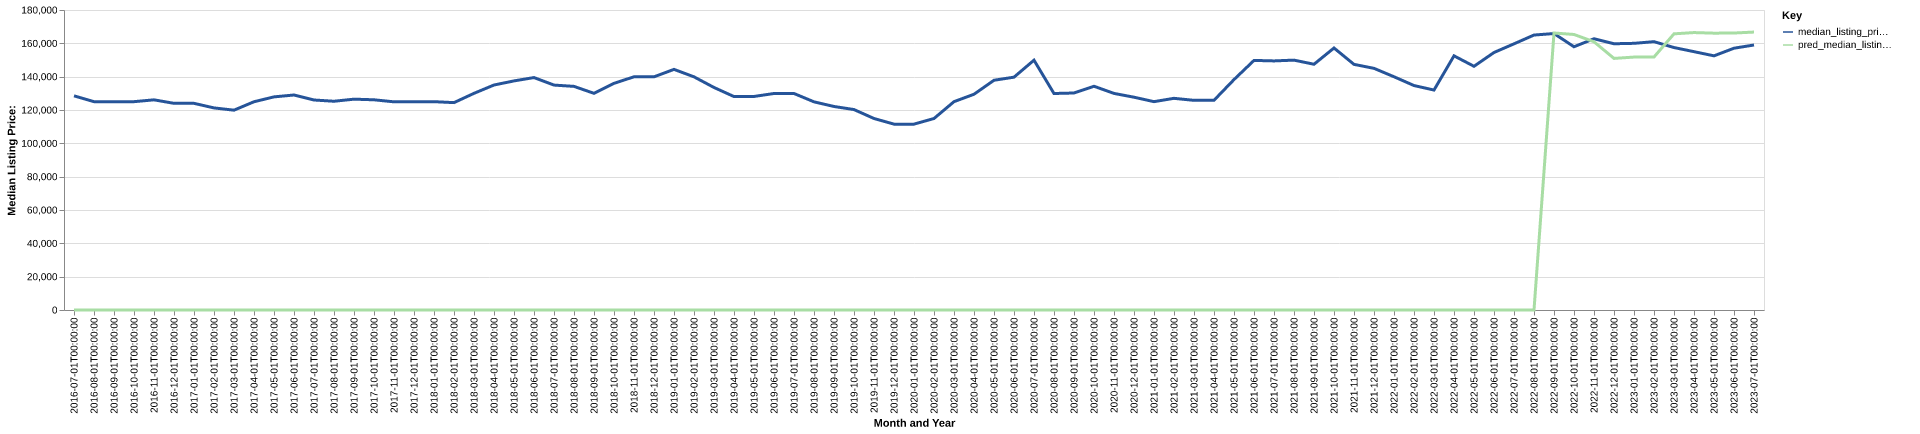 180,000
160,000
140,000
120,000
100,000
80,000
60,000
40,000
20,000
0
Median Listing Price:
2016-07-01T00:00:00
2016-08-01T00:00:00
2016-09-01T00:00:00
2016-10-01T00:00:00
2016-11-01T00:00:00
2016-12-01T00:00:00
2017-01-01T00:00:00
2017-02-01T00:00:00
2017-03-01T00:00:00
2017-04-01T00:00:00
2017-05-01T00:00:00
2017-06-01T00:00:00
2017-07-01T00:00:00
2017-08-01T00:00:00
2017-09-01T00:00:00
2017-10-01T00:00:00
2017-11-01T00:00:00
2017-12-01T00:00:00
2018-01-01T00:00:00
2018-02-01T00:00:00
2018-03-01T00:00:00
2018-04-01T00:00:00
2018-05-01T00:00:00
2018-06-01T00:00:00
2018-07-01T00:00:00
2018-08-01T00:00:00
2018-09-01T00:00:00
2018-10-01T00:00:00
2018-11-01T00:00:00
2018-12-01T00:00:00
2019-01-01T00:00:00
2019-02-01T00:00:00
2019-03-01T00:00:00
2019-04-01T00:00:00
2019-05-01T00:00:00
2019-06-01T00:00:00
2019-07-01T00:00:00
2019-08-01T00:00:00
2019-09-01T00:00:00
2019-10-01T00:00:00
2019-11-01T00:00:00
2019-12-01T00:00:00
2020-01-01T00:00:00
2020-02-01T00:00:00
2020-03-01T00:00:00
2020-04-01T00:00:00
2020-05-01T00:00:00
2020-06-01T00:00:00
2020-07-01T00:00:00
2020-08-01T00:00:00
2020-09-01T00:00:00
2020-10-01T00:00:00
2020-11-01T00:00:00
2020-12-01T00:00:00
2021-01-01T00:00:00
2021-02-01T00:00:00
2021-03-01T00:00:00
2021-04-01T00:00:00
2021-05-01T00:00:00
2021-06-01T00:00:00
2021-07-01T00:00:00
2021-08-01T00:00:00
2021-09-01T00:00:00
2021-10-01T00:00:00
2021-11-01T00:00:00
2021-12-01T00:00:00
2022-01-01T00:00:00
2022-02-01T00:00:00
2022-03-01T00:00:00
2022-04-01T00:00:00
2022-05-01T00:00:00
2022-06-01T00:00:00
2022-07-01T00:00:00
2022-08-01T00:00:00
2022-09-01T00:00:00
2022-10-01T00:00:00
2022-11-01T00:00:00
2022-12-01T00:00:00
2023-01-01T00:00:00
2023-02-01T00:00:00
2023-03-01T00:00:00
2023-04-01T00:00:00
2023-05-01T00:00:00
2023-06-01T00:00:00
2023-07-01T00:00:00
Month and Year
Key
median_listing_pri…
pred_median_listin…